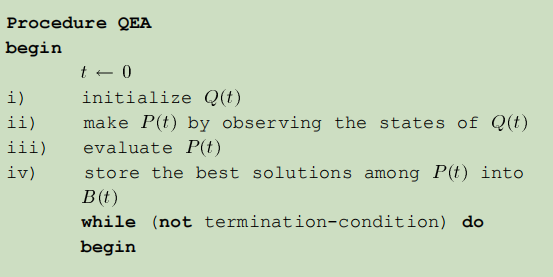 Procedure QEA
begin
t ← 0
i) initialize Q(t)
ii) make P(t) by observing the states of Q(t)
iii) evaluate P(t)
iv) store the best solutions among P(t) into
B(t)
while (not termination-condition) do
begin